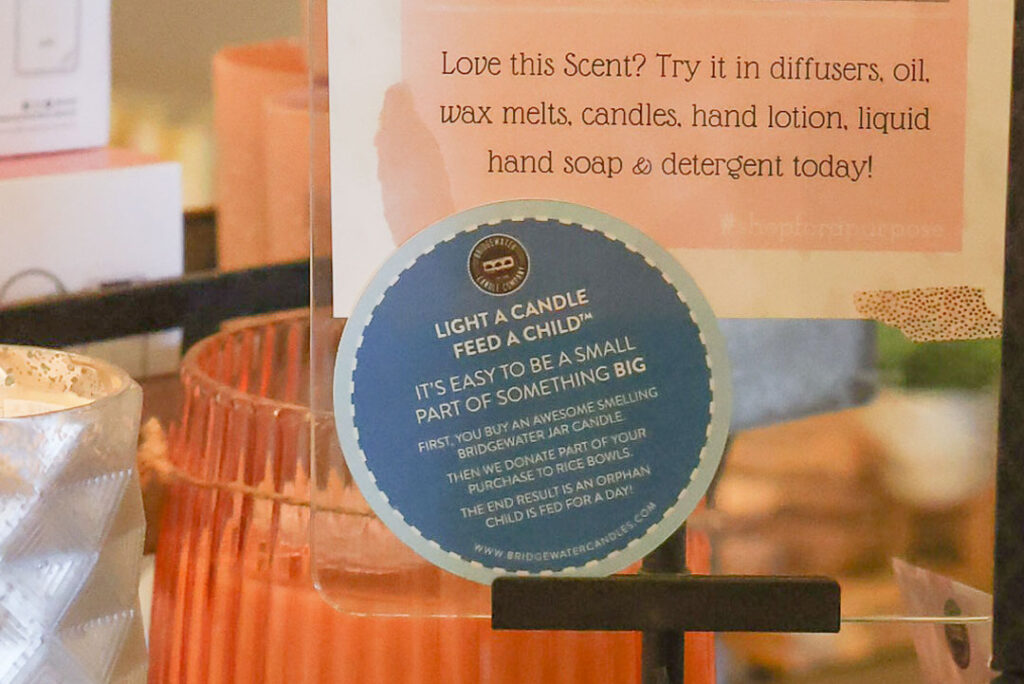 Love this Scent? Try it in diffusers, oil,
wax melts, candles, hand lotion, liquid
hand soap & detergent today!
#shopforapurpose
BRIDGEWATER
CANDLE COMPANY
LIGHT A CANDLE
FEED A CHILD™
IT'S EASY TO BE A SMALL
PART OF SOMETHING BIG
FIRST, YOU BUY AN AWESOME SMELLING
BRIDGEWATER JAR CANDLE.
THEN WE DONATE PART OF YOUR
PURCHASE TO RICE BOWLS.
THE END RESULT IS AN ORPHAN
CHILD IS FED FOR A DAY!
WWW.BRIDGEWATERCANDLES.COM